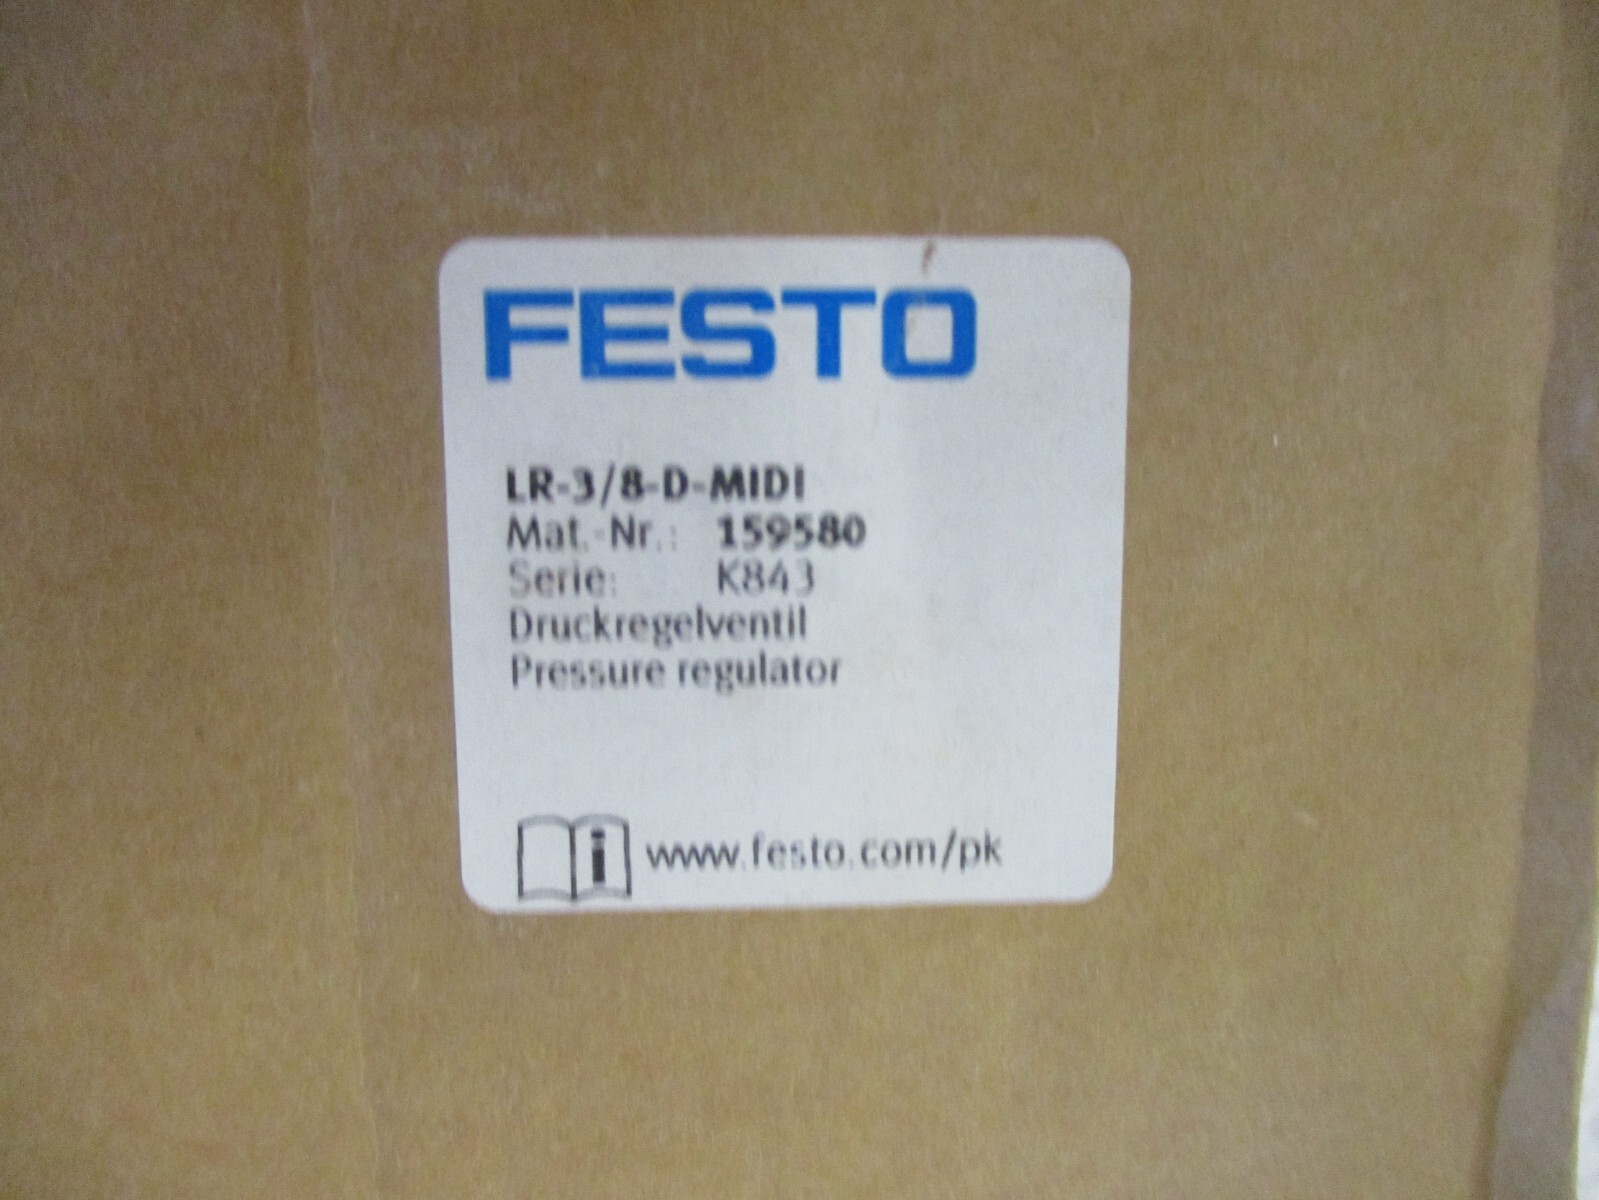 FESTO
LR-3/8-D-MIDI
Mat.-Nr.: 159580
Serie: K843
Druckregelventil
Pressure regulator
i www.festo.com/pk